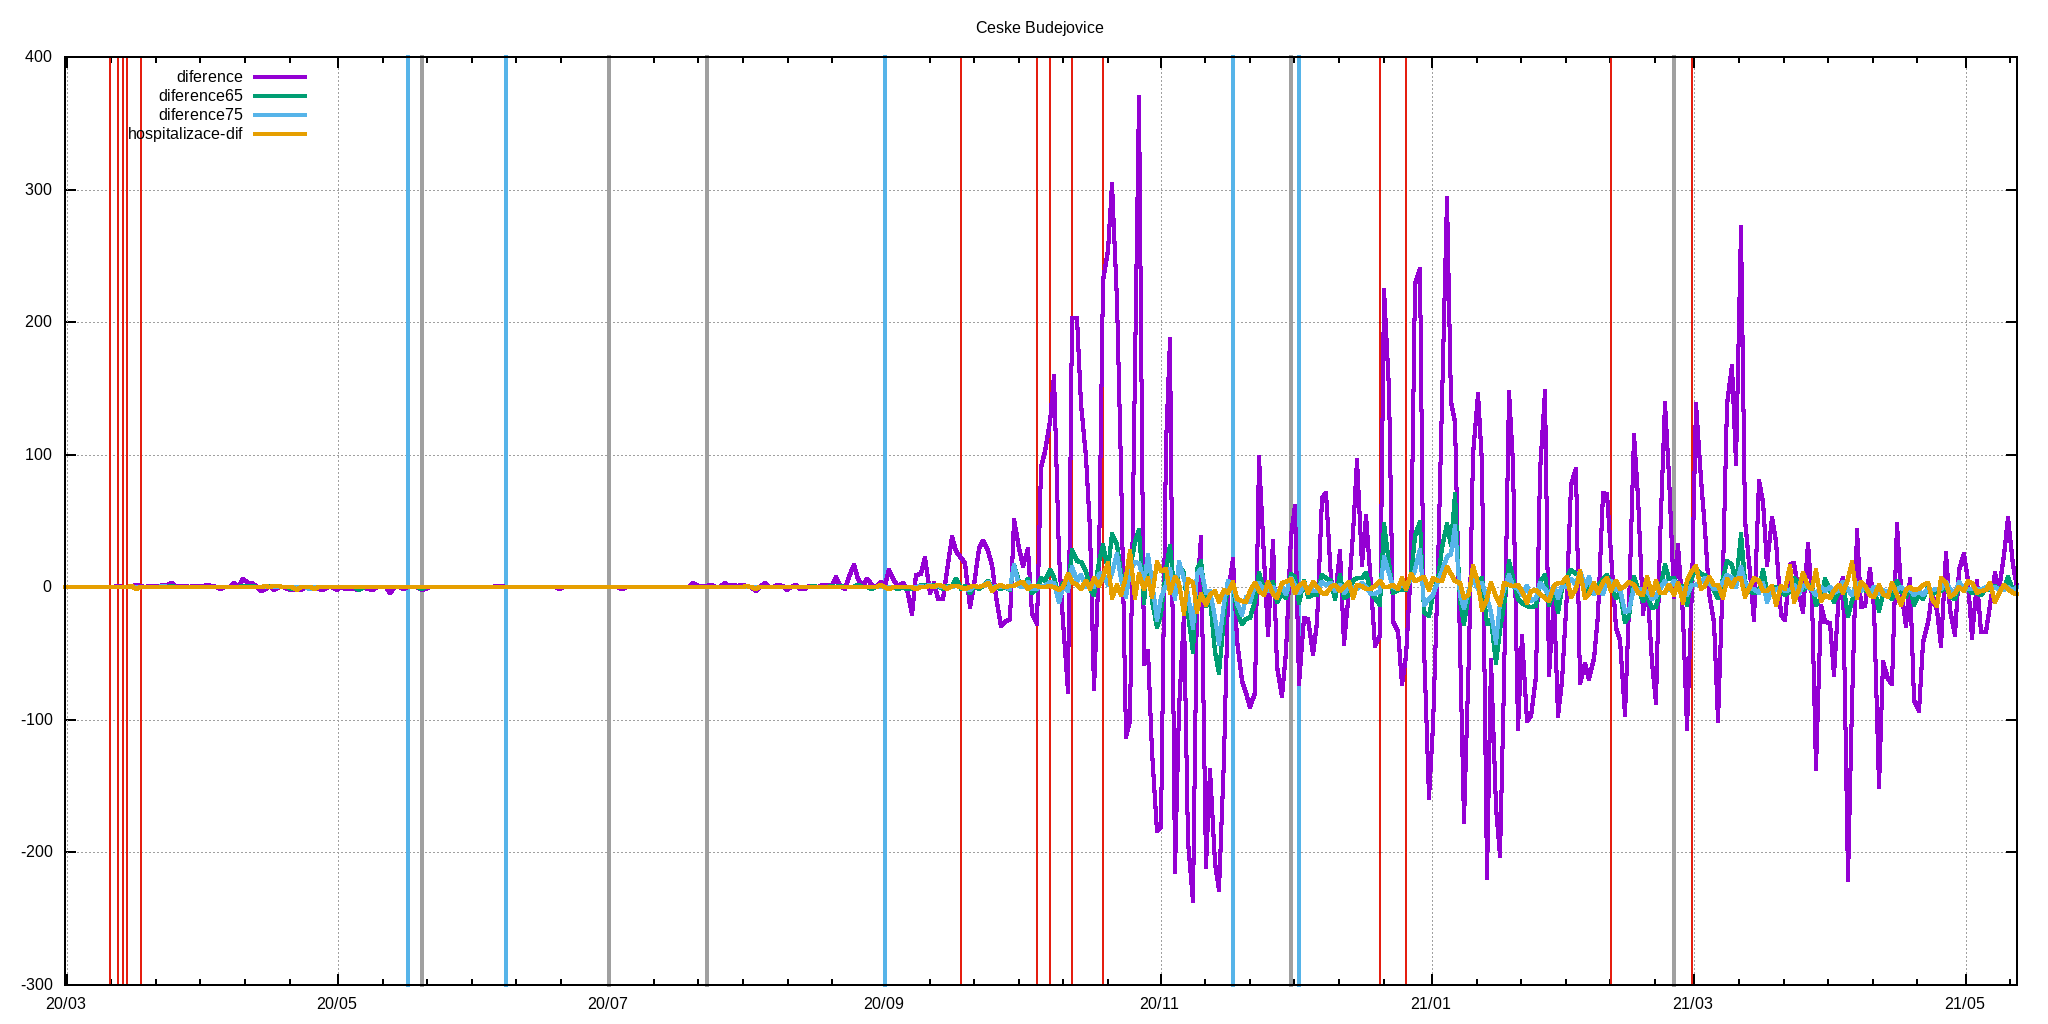 Ceske Budejovice
400
diference
diference65
diference75
hospitalizace-dif
300
200
100
0
-100
-200
-300
20/03 20/05 20/07 20/09 20/11 21/01 21/03 21/05